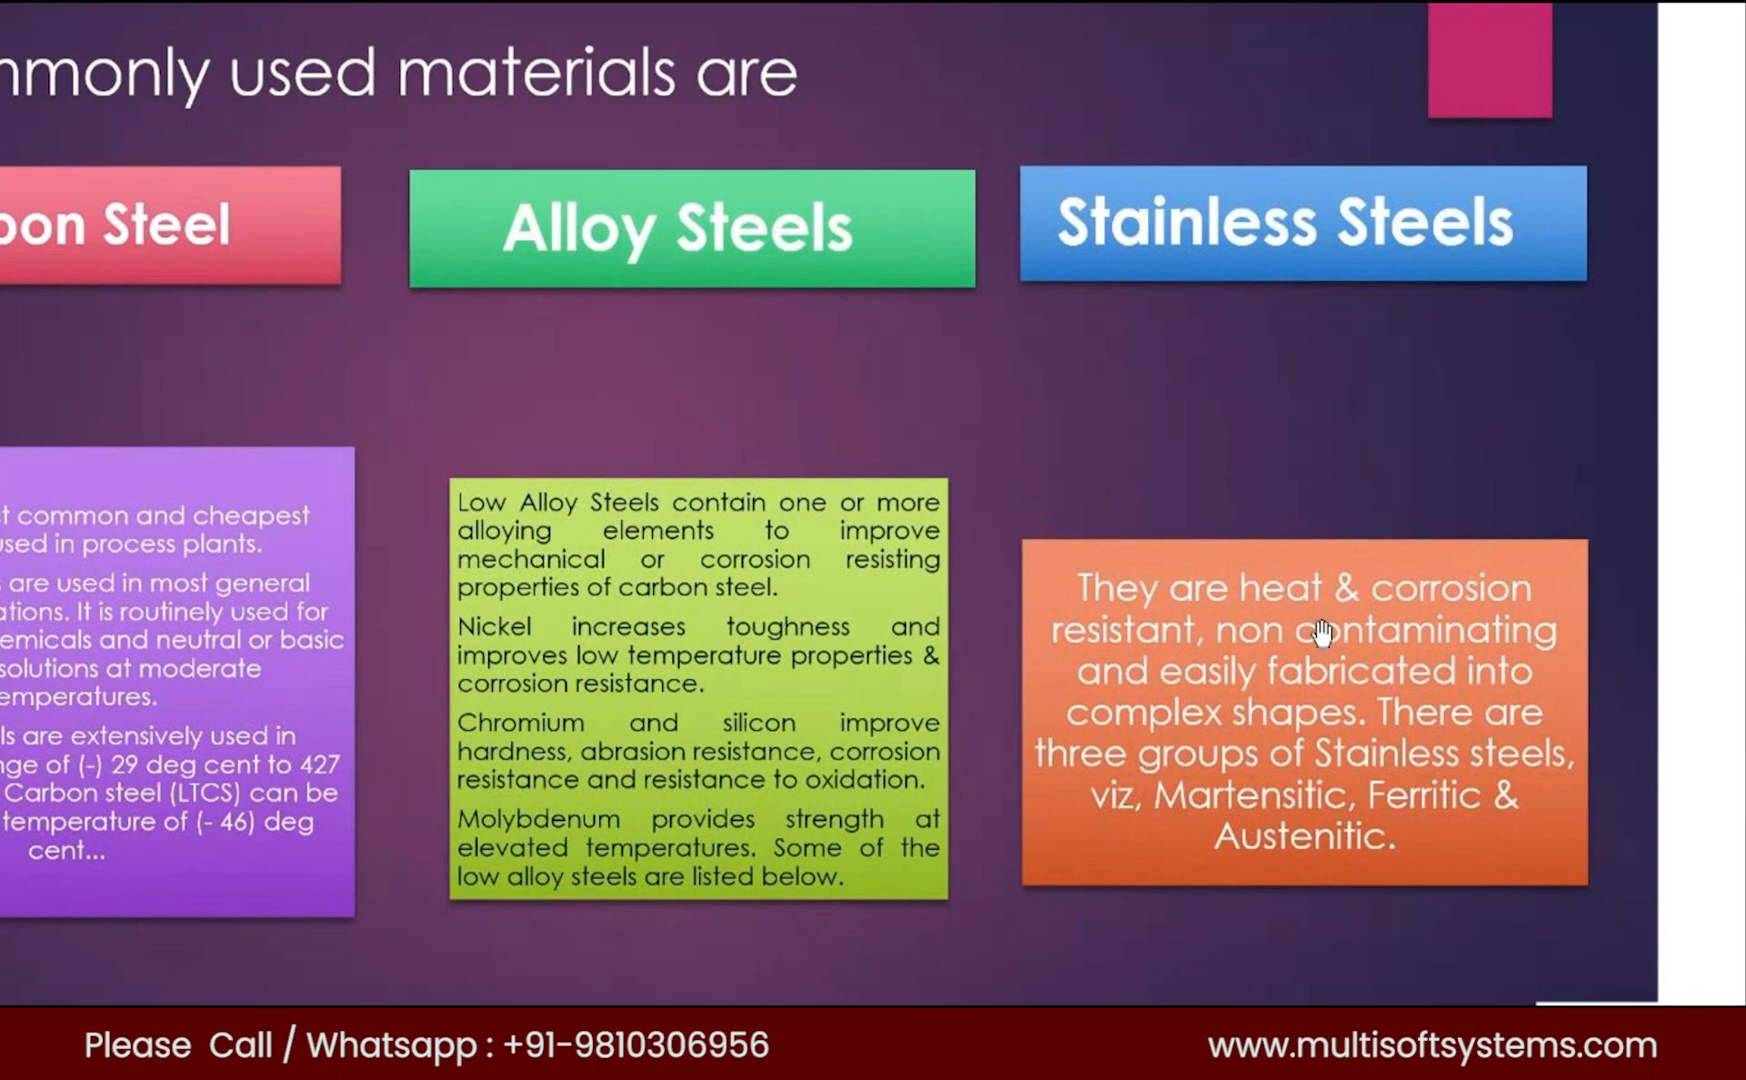 mmonly used materials are
bon Steel
Alloy Steels
Stainless Steels
st common and cheapest
used in process plants.
s are used in most general
ations. It is routinely used for
emicals and neutral or basic
solutions at moderate
emperatures.
ls are extensively used in
nge of (-) 29 deg cent to 427
Carbon steel (LTCS) can be
temperature of (- 46) deg
cent...
Low Alloy Steels contain one or more
alloying elements to improve
mechanical or corrosion resisting
properties of carbon steel.
Nickel increases toughness and
improves low temperature properties &
corrosion resistance.
Chromium and silicon improve
hardness, abrasion resistance, corrosion
resistance and resistance to oxidation.
Molybdenum provides strength at
elevated temperatures. Some of the
low alloy steels are listed below.
They are heat & corrosion
resistant, non contaminating
and easily fabricated into
complex shapes. There are
three groups of Stainless steels,
viz, Martensitic, Ferritic &
Austenitic.
Please Call / Whatsapp : +91-9810306956
www.multisoftsystems.com